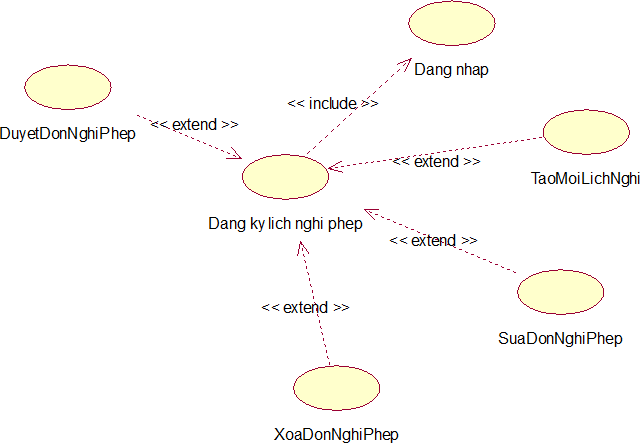 Dang nhap
<< include >>
DuyetDonNghiPhep
<< extend >>
<< extend >>
TaoMoiLichNghi
Dang ky lich nghi phep
<< extend >>
<< extend >>
SuaDonNghiPhep
XoaDonNghiPhep